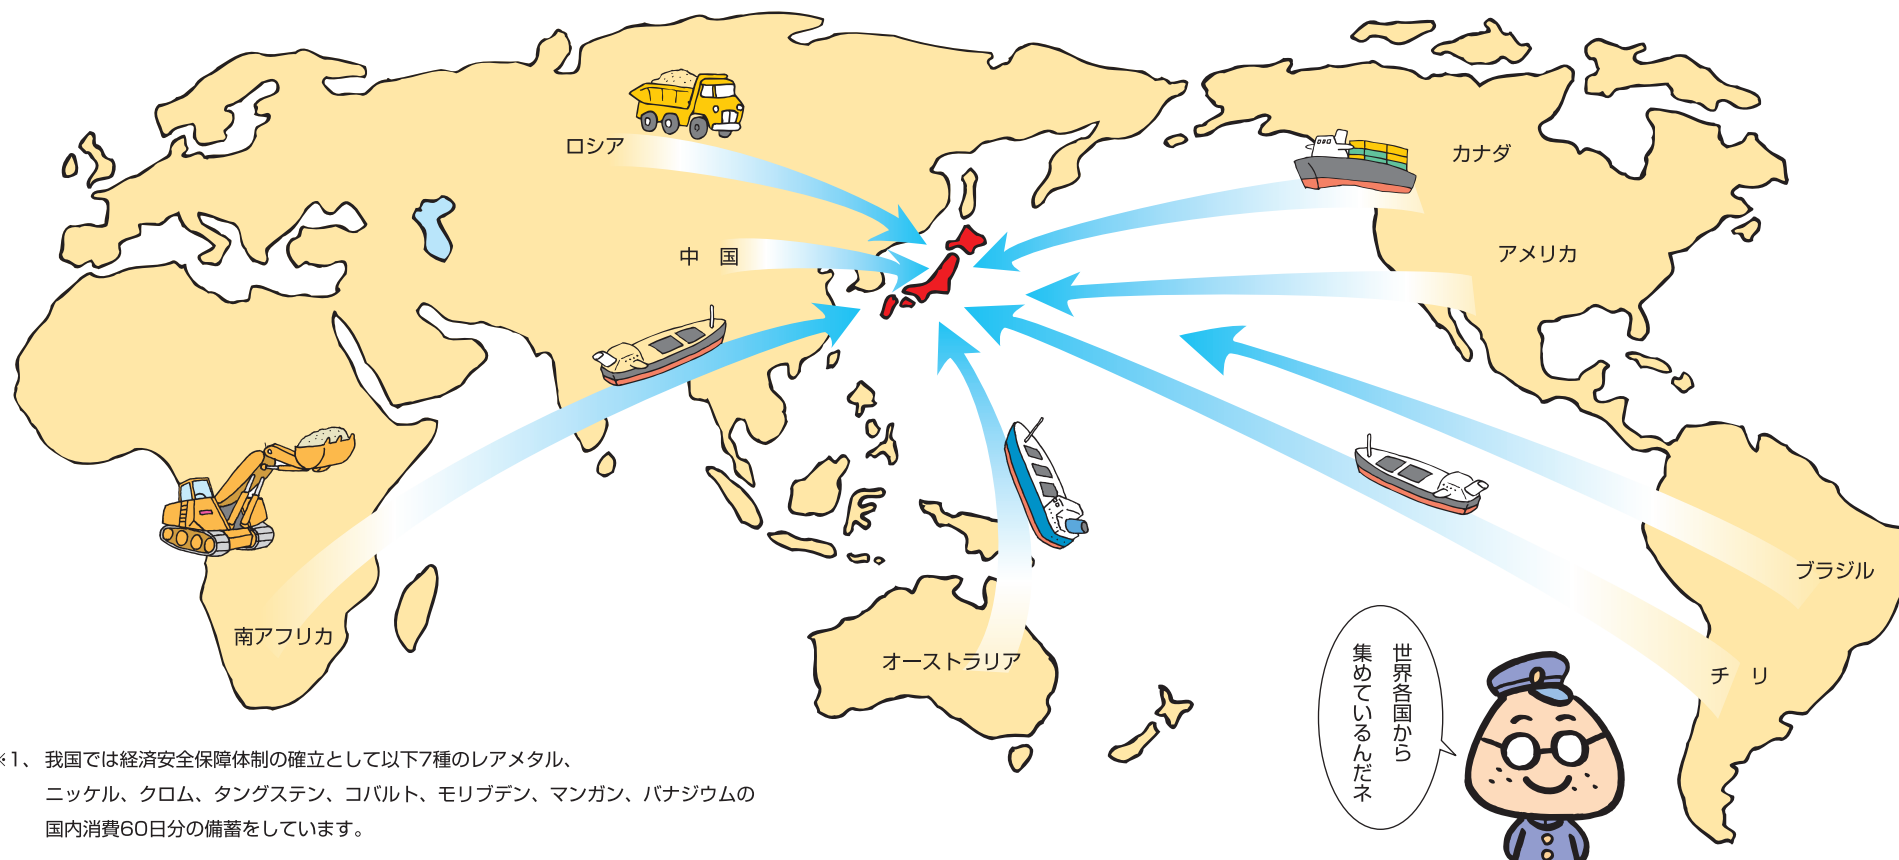 ロシア
カナダ
中　国
アメリカ
ブラジル
南アフリカ
オーストラリア
チ　リ
世界各国から
集めているんだネ
※1、 我国では経済安全保障体制の確立として以下7種のレアメタル、
ニッケル、クロム、タングステン、コバルト、モリブデン、マンガン、バナジウムの
国内消費60日分の備蓄をしています。